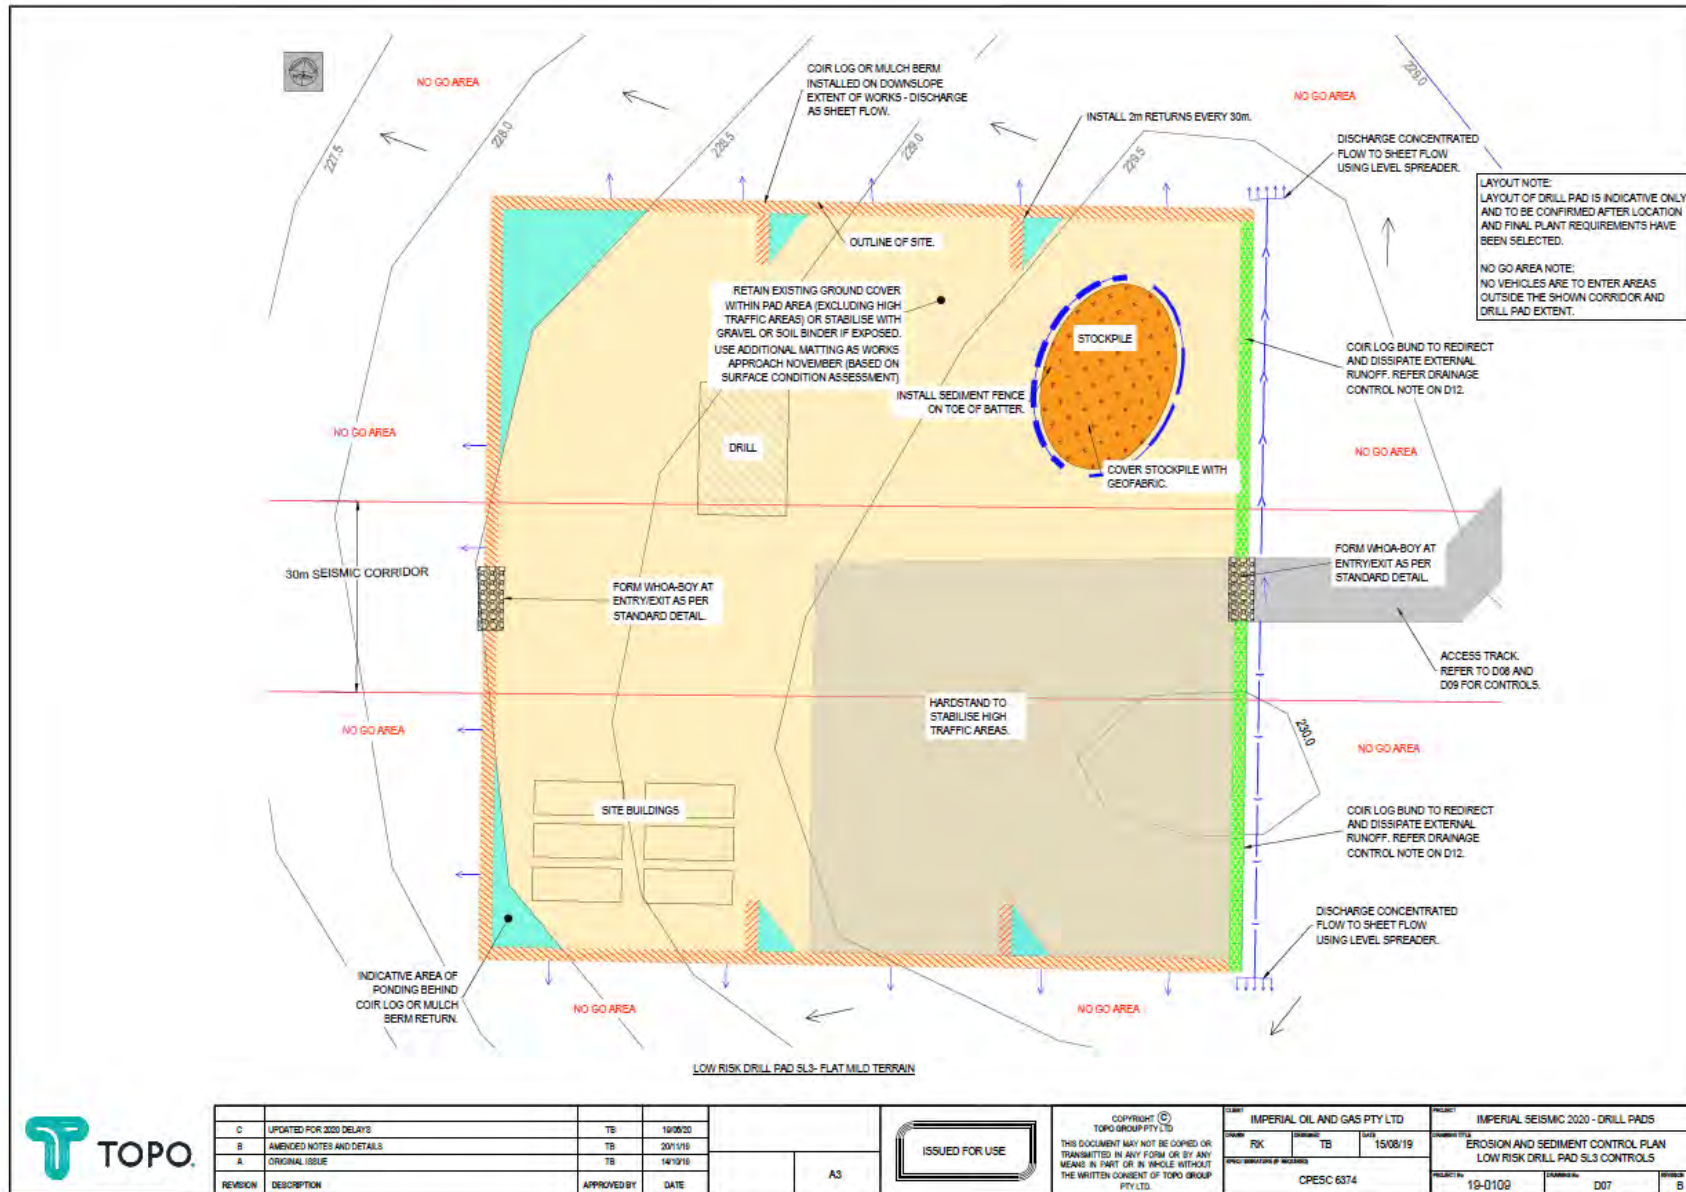 NO GO AREA
COIR LOG OR MULCH BERM
INSTALLED ON DOWNSLOPE
EXTENT OF WORKS - DISCHARGE
AS SHEET FLOW.
INSTALL 2m RETURNS EVERY 30m.
NO GO AREA
229.0
DISCHARGE CONCENTRATED
FLOW TO SHEET FLOW
USING LEVEL SPREADER.
227.5
228.0
228.5
229.0
229.5
LAYOUT NOTE:
LAYOUT OF DRILL PAD IS INDICATIVE ONLY
AND TO BE CONFIRMED AFTER LOCATION
AND FINAL PLANT REQUIREMENTS HAVE
BEEN SELECTED.
NO GO AREA NOTE:
NO VEHICLES ARE TO ENTER AREAS
OUTSIDE THE SHOWN CORRIDOR AND
DRILL PAD EXTENT.
OUTLINE OF SITE.
RETAIN EXISTING GROUND COVER
WITHIN PAD AREA (EXCLUDING HIGH
TRAFFIC AREAS) OR STABILISE WITH
GRAVEL OR SOIL BINDER IF EXPOSED.
USE ADDITIONAL MATTING AS WORKS
APPROACH NOVEMBER (BASED ON
SURFACE CONDITION ASSESSMENT)
STOCKPILE
COIR LOG BUND TO REDIRECT
AND DISSIPATE EXTERNAL
RUNOFF. REFER DRAINAGE
CONTROL NOTE ON D12.
INSTALL SEDIMENT FENCE
ON TOE OF BATTER.
NO GO AREA
DRILL
NO GO AREA
COVER STOCKPILE WITH
GEOFABRIC.
30m SEISMIC CORRIDOR
FORM WHOA-BOY AT
ENTRY/EXIT AS PER
STANDARD DETAIL.
FORM WHOA-BOY AT
ENTRY/EXIT AS PER
STANDARD DETAIL.
ACCESS TRACK.
REFER TO D08 AND
D09 FOR CONTROLS.
NO GO AREA
HARDSTAND TO
STABILISE HIGH
TRAFFIC AREAS.
230.0
NO GO AREA
SITE BUILDINGS
COIR LOG BUND TO REDIRECT
AND DISSIPATE EXTERNAL
RUNOFF. REFER DRAINAGE
CONTROL NOTE ON D12.
DISCHARGE CONCENTRATED
FLOW TO SHEET FLOW
USING LEVEL SPREADER.
INDICATIVE AREA OF
PONDING BEHIND
COIR LOG OR MULCH
BERM RETURN.
NO GO AREA
NO GO AREA
LOW RISK DRILL PAD SL3- FLAT MILD TERRAIN
TOPO.
C UPDATED FOR 2020 DELAYS TB 19/06/20
B AMENDED NOTES AND DETAILS TB 20/11/19
A ORIGINAL ISSUE TB 14/10/19
REVISION DESCRIPTION APPROVED BY DATE
A3
ISSUED FOR USE
COPYRIGHT ©
TOPO GROUP PTY LTD
THIS DOCUMENT MAY NOT BE COPIED OR
TRANSMITTED IN ANY FORM OR BY ANY
MEANS IN PART OR IN WHOLE WITHOUT
THE WRITTEN CONSENT OF TOPO GROUP
PTY LTD.
CLIENT
IMPERIAL OIL AND GAS PTY LTD
DRAWN RK DESIGNED TB DATE 15/08/19
CPESC 6374
PROJECT
IMPERIAL SEISMIC 2020 - DRILL PADS
DRAWING TITLE
EROSION AND SEDIMENT CONTROL PLAN
LOW RISK DRILL PAD SL3 CONTROLS
PROJECT No 19-0109 DRAWING No D07 REVISION B